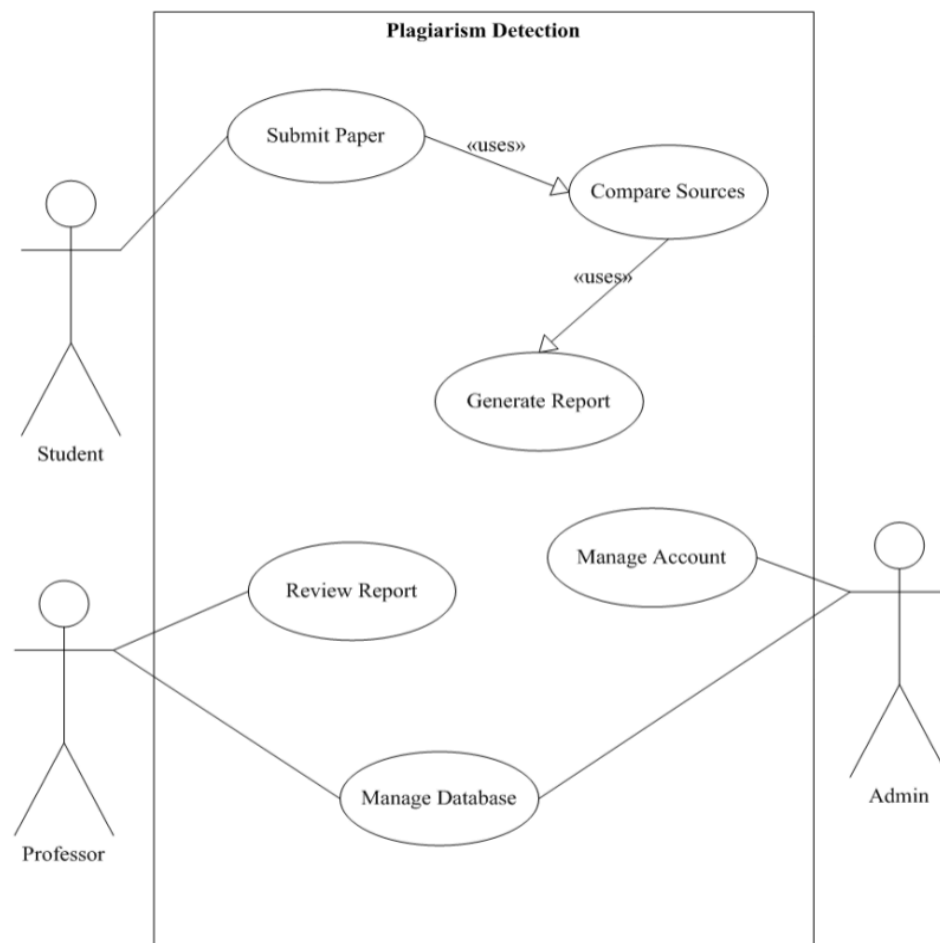 Plagiarism Detection
Submit Paper
«uses»
Compare Sources
«uses»
Generate Report
Student
Manage Account
Review Report
Manage Database
Admin
Professor